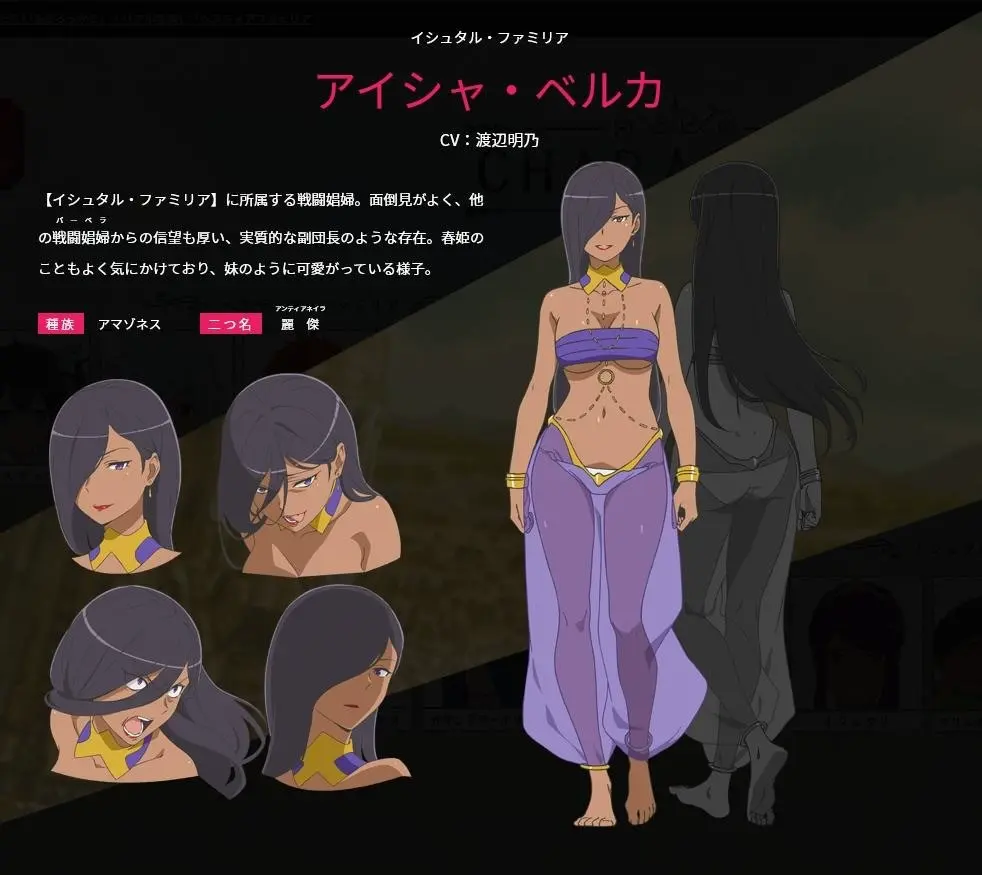 イシュタル・ファミリア
アイシャ・ベルカ
CV：渡辺明乃
【イシュタル・ファミリア】に所属する戦闘娼婦。面倒見がよく、他
バーベラ
の戦闘娼婦からの信望も厚い、実質的な副団長のような存在。春姫の
こともよく気にかけており、妹のように可愛がっている様子。
アンティアネイラ
種族 アマゾネス 二つ名 麗傑
CHARA